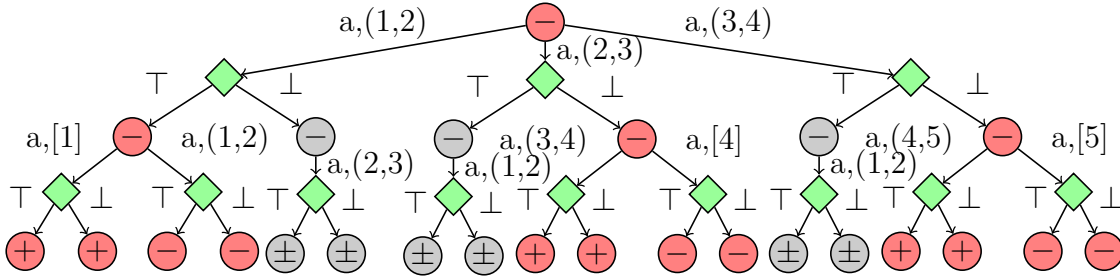 −
a,(1,2) a,(2,3) a,(3,4)
⊤ ⊥ ⊤ ⊥ ⊤ ⊥
− − − − − −
a,[1] a,(1,2) a,(2,3) a,(1,2) a,(3,4) a,[4] a,(1,2) a,(4,5) a,[5]
⊤ ⊥ ⊤ ⊥ ⊤ ⊥ ⊤ ⊥ ⊤ ⊥ ⊤ ⊥ ⊤ ⊥ ⊤ ⊥ ⊤ ⊥
+ + − − ± ± ± ± + + − − ± ± + + − −